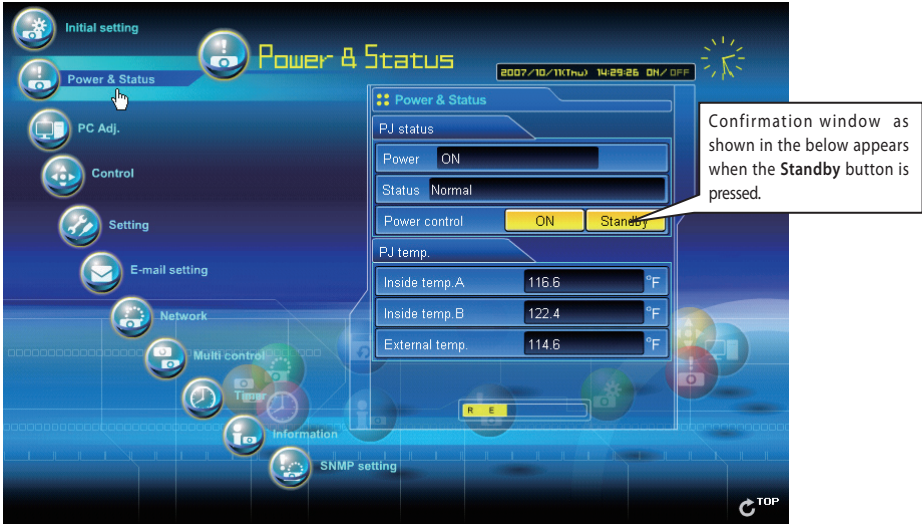 Initial setting
Power & Status
PC Adj.
Control
Setting
E-mail setting
Network
Multi control
Timer
Information
SNMP setting
Power & Status
2007/10/11(Thu) 14:29:26 ON/OFF
Power & Status
PJ status
Power ON
Status Normal
Power control ON Standby
PJ temp.
Inside temp.A 116.6 °F
Inside temp.B 122.4 °F
External temp. 114.6 °F
R E
TOP
Confirmation window as
shown in the below appears
when the Standby button is
pressed.